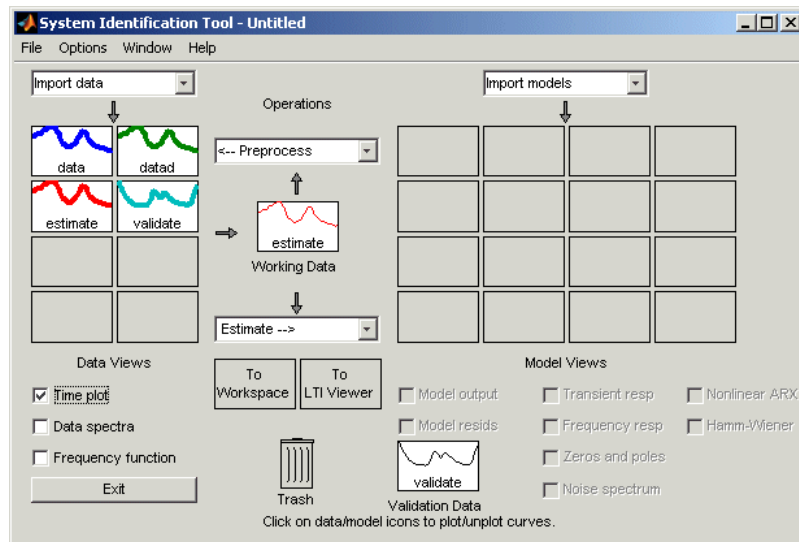 System Identification Tool - Untitled
File Options Window Help
Import data
Import models
Operations
data
datad
<-- Preprocess
estimate
validate
estimate
Working Data
Estimate -->
Data Views
Model Views
To Workspace
To LTI Viewer
Time plot
Model output
Transient resp
Nonlinear ARX
Data spectra
Model resids
Frequency resp
Hamm-Wiener
Frequency function
Zeros and poles
validate
Exit
Noise spectrum
Trash
Validation Data
Click on data/model icons to plot/unplot curves.